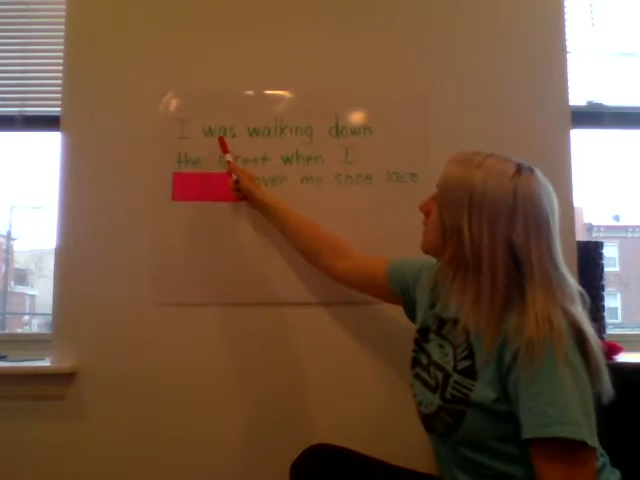 I was walking down
the street when I
over my shoe lace